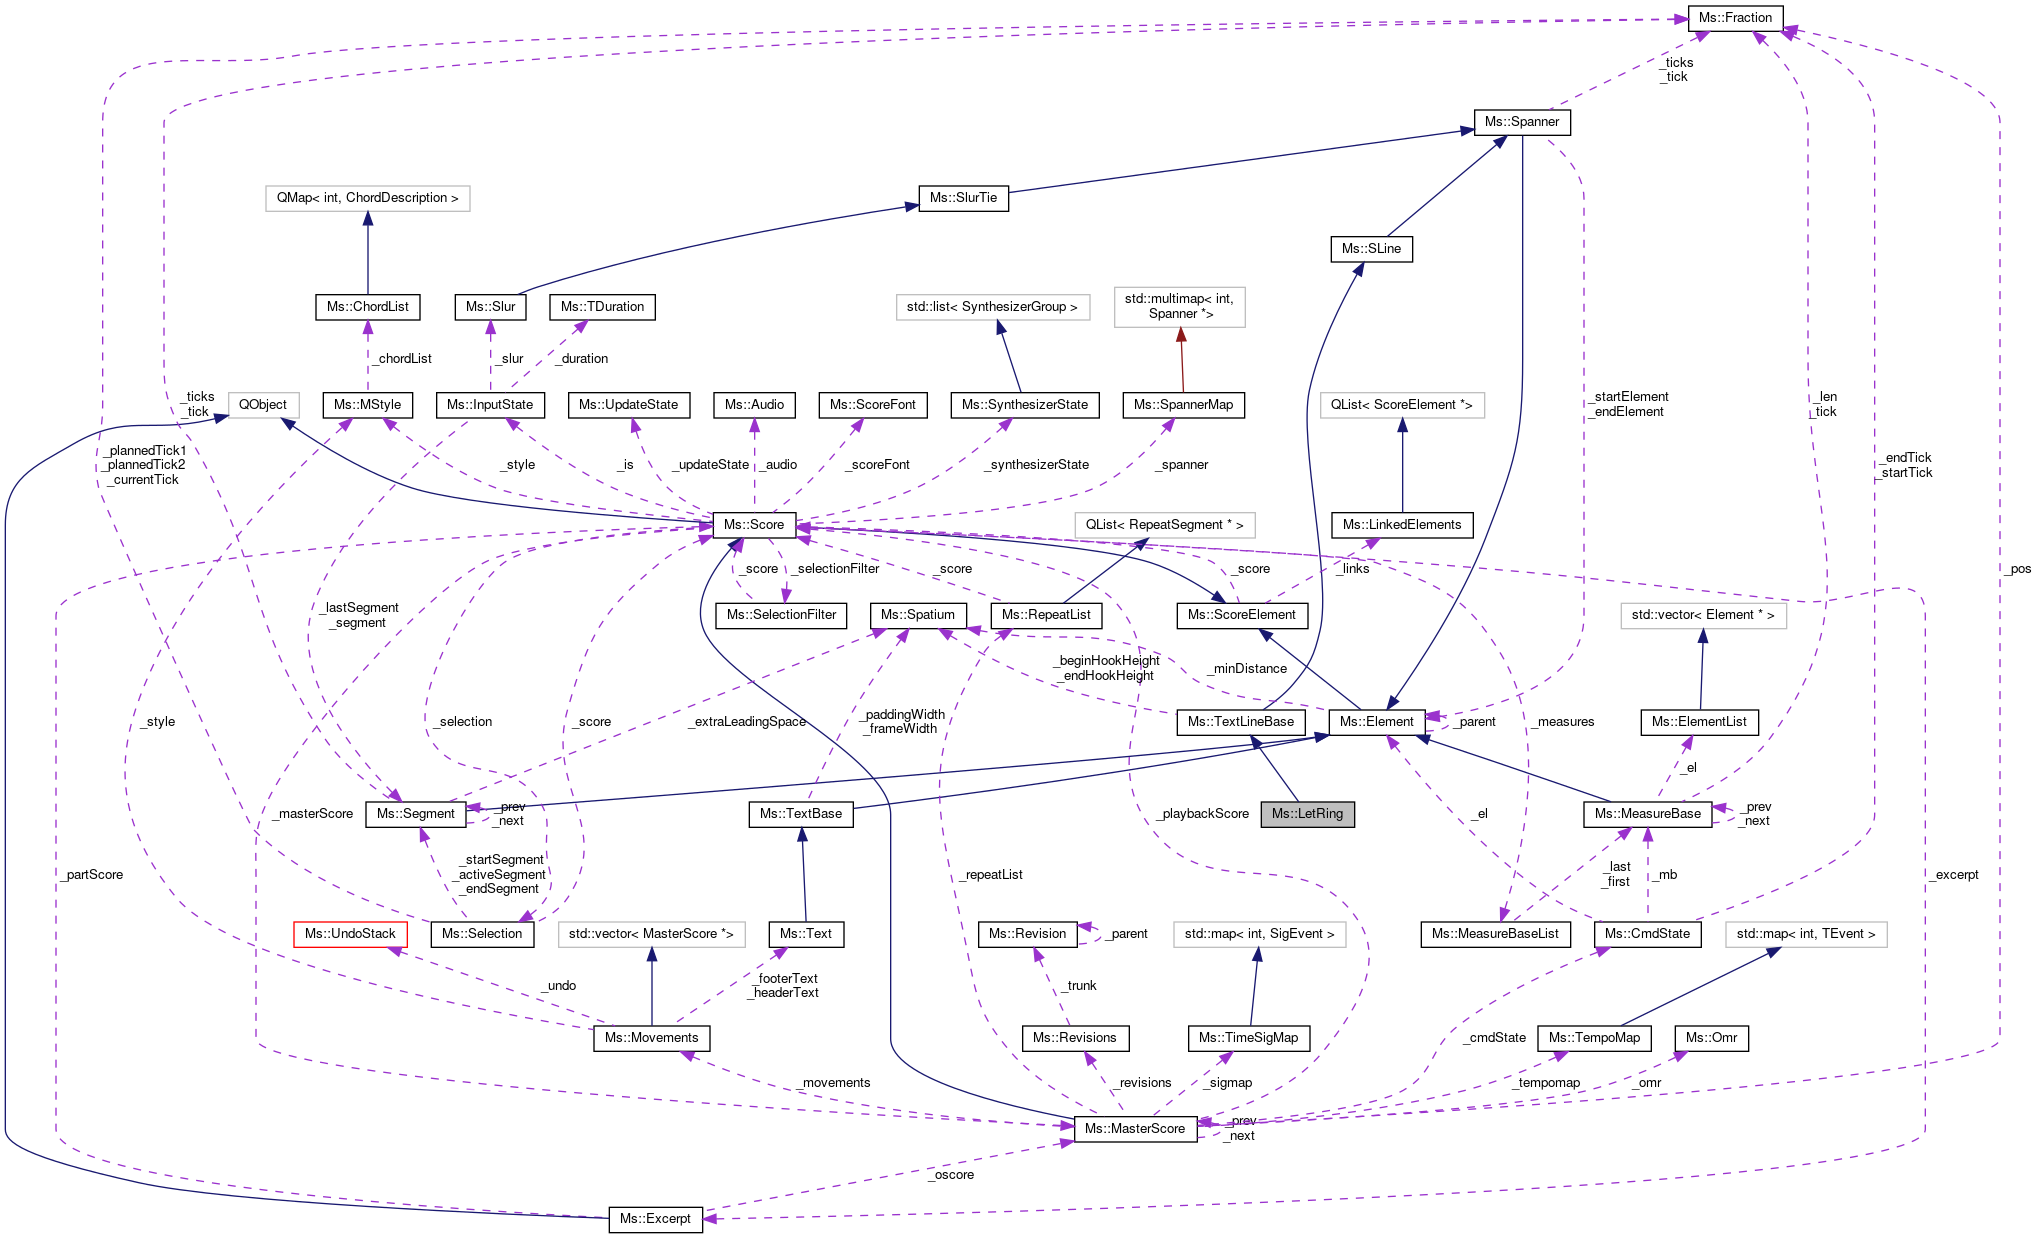 Ms::Fraction
_ticks
_tick
Ms::Spanner
QMap< int, ChordDescription >
Ms::SlurTie
Ms::SLine
Ms::ChordList
Ms::Slur
Ms::TDuration
std::list< SynthesizerGroup >
std::multimap< int,
Spanner *>
_chordList
_slur
_duration
_ticks
_tick
QObject
Ms::MStyle
Ms::InputState
Ms::UpdateState
Ms::Audio
Ms::ScoreFont
Ms::SynthesizerState
Ms::SpannerMap
QList< ScoreElement *>
_startElement
_endElement
_len
_tick
_plannedTick1
_plannedTick2
_currentTick
_style
_is
_updateState
_audio
_scoreFont
_synthesizerState
_spanner
_endTick
_startTick
Ms::Score
QList< RepeatSegment * >
Ms::LinkedElements
_score
_selectionFilter
_score
_score
_links
_pos
_lastSegment
_segment
Ms::SelectionFilter
Ms::Spatium
Ms::RepeatList
Ms::ScoreElement
std::vector< Element * >
_beginHookHeight
_endHookHeight
_minDistance
_style
_selection
_score
_extraLeadingSpace
_paddingWidth
_frameWidth
Ms::TextLineBase
Ms::Element
_parent
_measures
Ms::ElementList
_el
_masterScore
Ms::Segment
_prev
_next
Ms::TextBase
_playbackScore
Ms::LetRing
_el
Ms::MeasureBase
_prev
_next
_partScore
_startSegment
_activeSegment
_endSegment
_repeatList
_last
_first
_mb
_excerpt
Ms::UndoStack
Ms::Selection
std::vector< MasterScore *>
Ms::Text
Ms::Revision
_parent
std::map< int, SigEvent >
Ms::MeasureBaseList
Ms::CmdState
std::map< int, TEvent >
_undo
_footerText
_headerText
_trunk
Ms::Movements
Ms::Revisions
Ms::TimeSigMap
_cmdState
Ms::TempoMap
Ms::Omr
_movements
_revisions
_sigmap
_tempomap
_omr
Ms::MasterScore
_prev
_next
_oscore
Ms::Excerpt